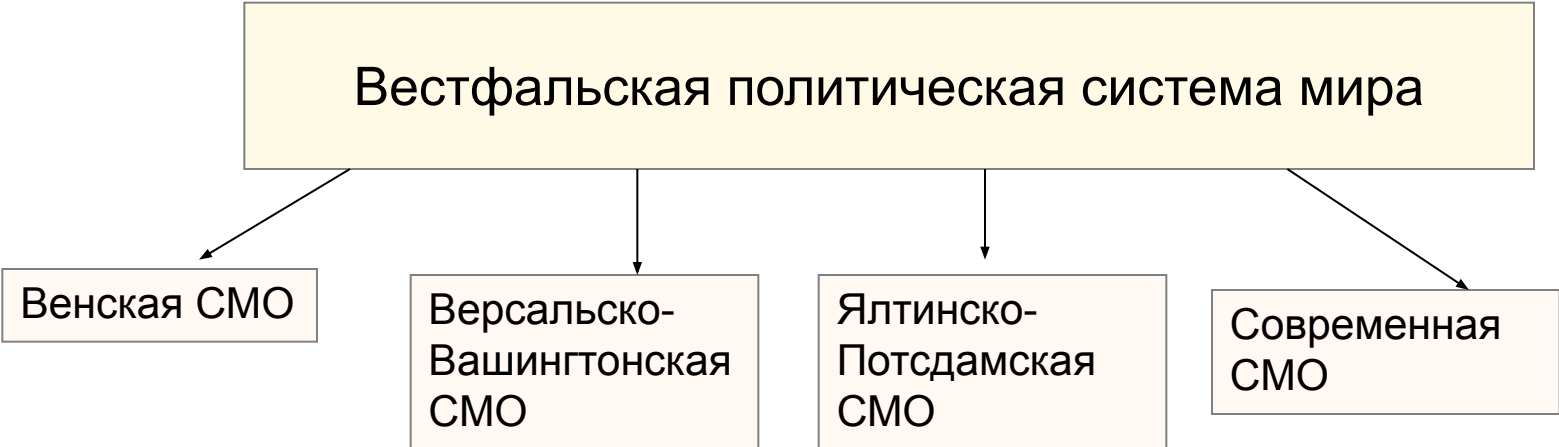 Вестфальская политическая система мира
Венская СМО
Версальско-
Вашингтонская
СМО
Ялтинско-
Потсдамская
СМО
Современная
СМО